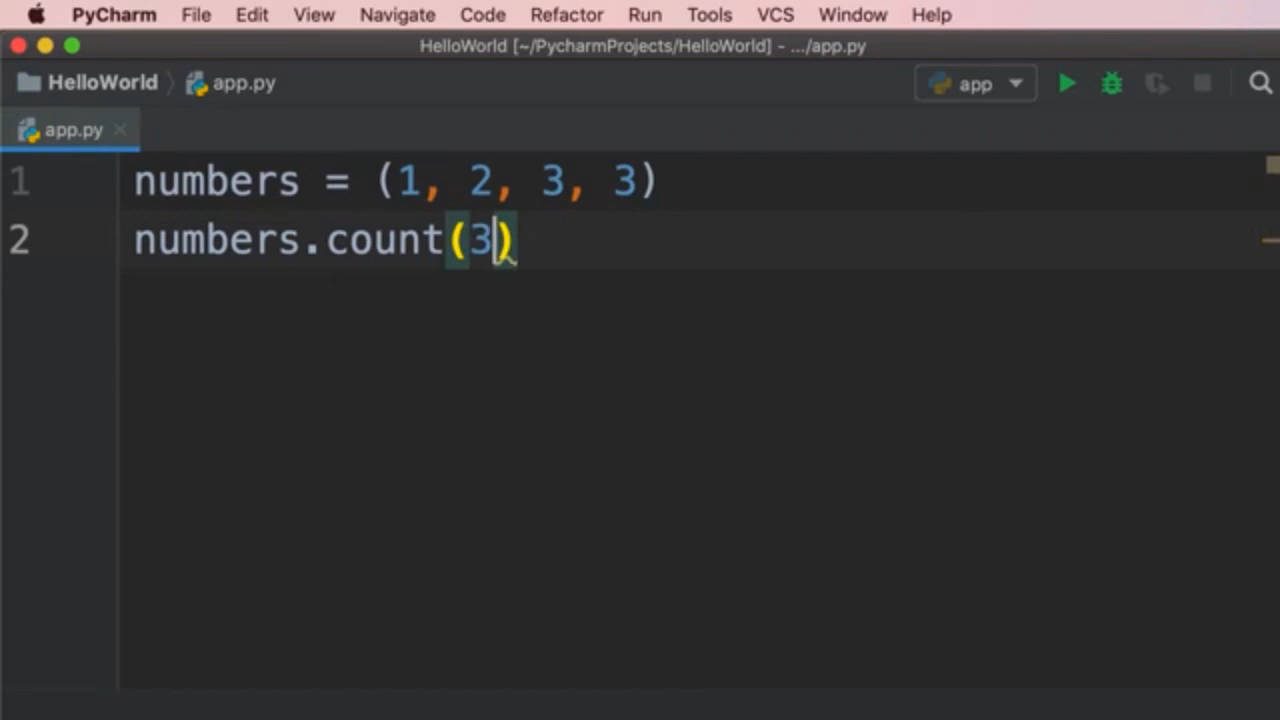 PyCharm File Edit View Navigate Code Refactor Run Tools VCS Window Help
HelloWorld [~/PycharmProjects/HelloWorld] - .../app.py
HelloWorld app.py app
app.py
1 numbers = (1, 2, 3, 3)
2 numbers.count(3)